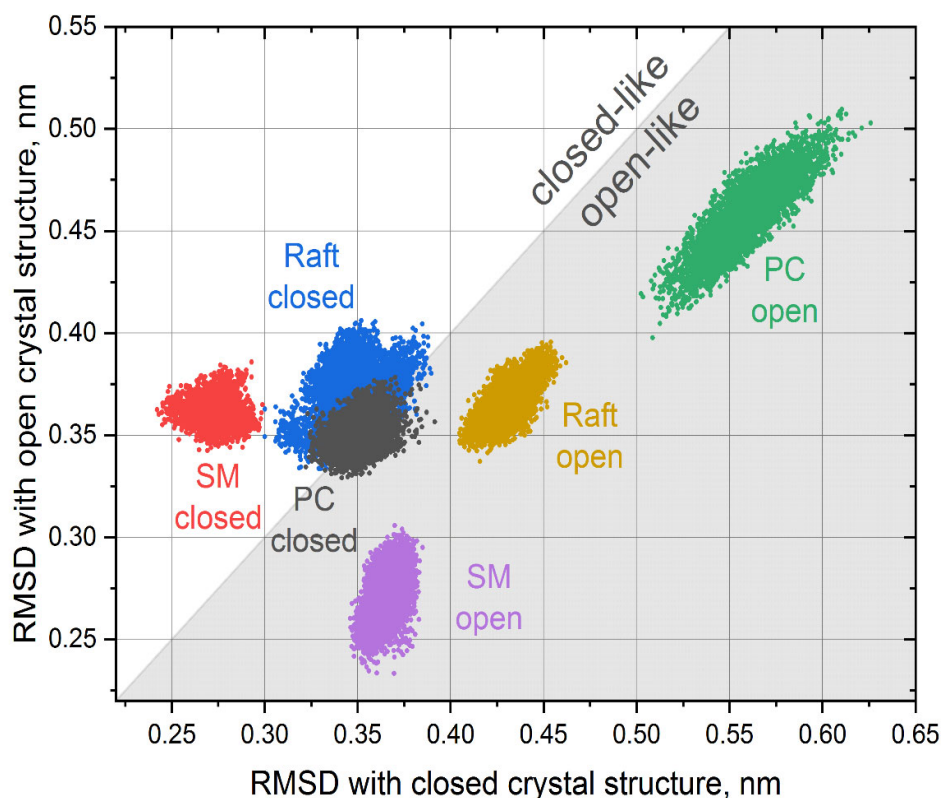 0.55
0.50
0.45
0.40
0.35
0.30
0.25
RMSD with open crystal structure, nm
closed-like
open-like
Raft
closed
PC
open
SM
closed
PC
closed
Raft
open
SM
open
0.25 0.30 0.35 0.40 0.45 0.50 0.55 0.60 0.65
RMSD with closed crystal structure, nm